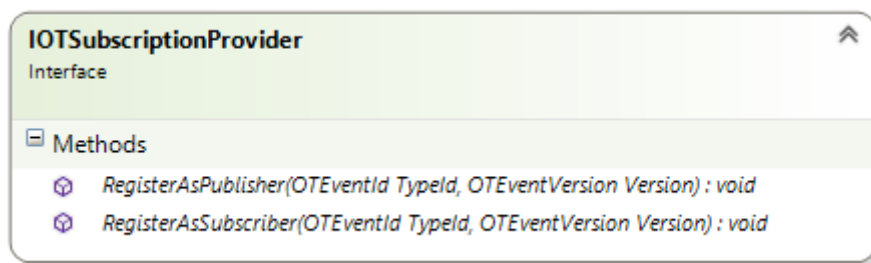 IOTSubscriptionProvider
Interface
Methods
RegisterAsPublisher(OTEventId TypeId, OTEventVersion Version) : void
RegisterAsSubscriber(OTEventId TypeId, OTEventVersion Version) : void